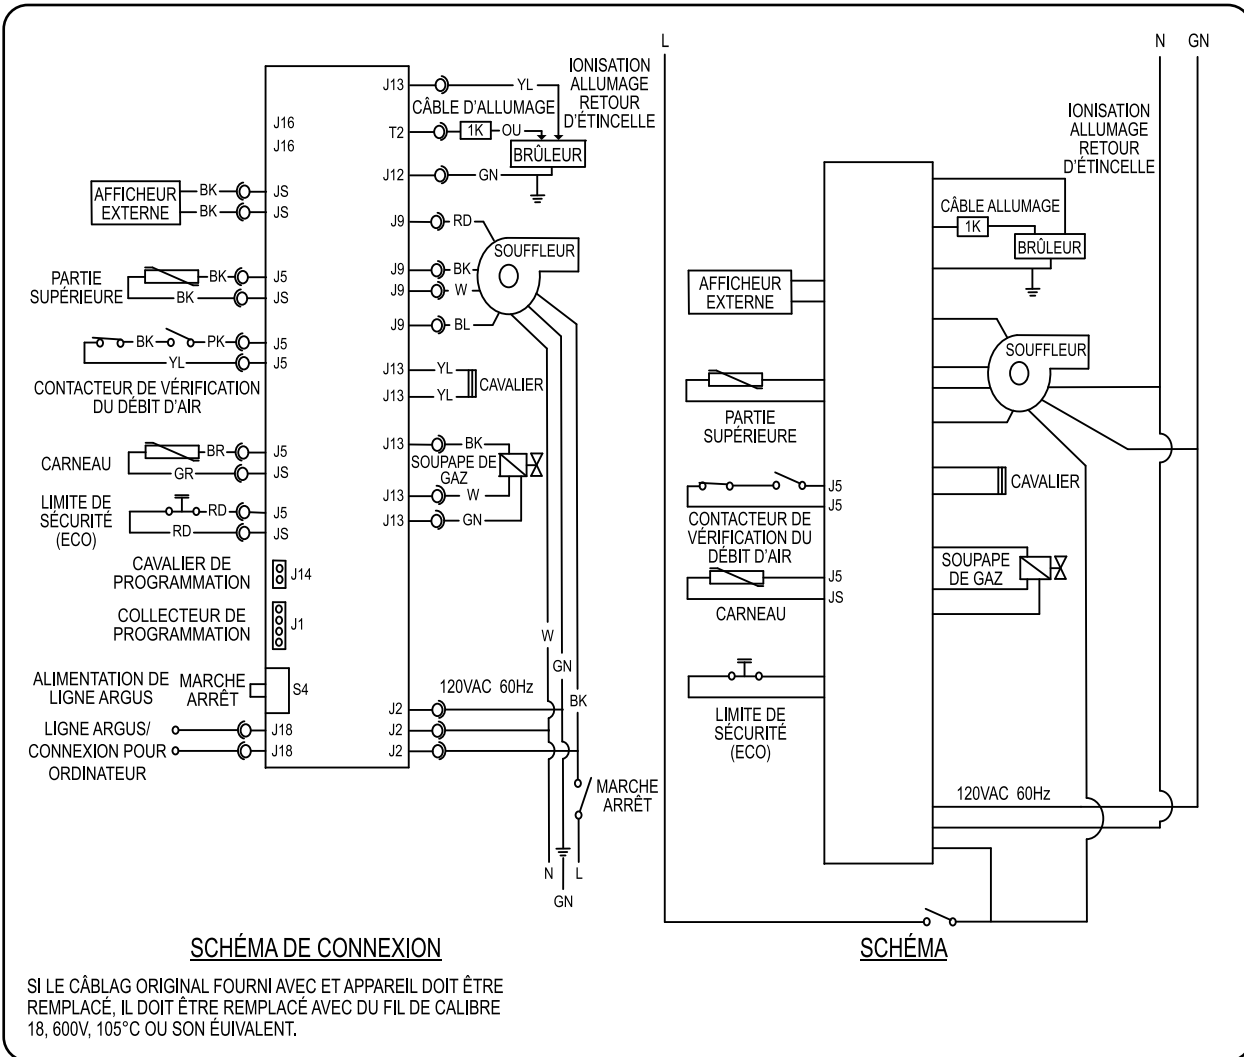 J16
J16
AFFICHEUR
EXTERNE
BK
BK
JS
JS
PARTIE
SUPÉRIEURE
BK
BK
J5
JS
BK
PK
YL
J5
J5
CONTACTEUR DE VÉRIFICATION
DU DÉBIT D'AIR
CARNEAU
BR
GR
J5
JS
LIMITE DE
SÉCURITÉ
(ECO)
RD
RD
J5
JS
CAVALIER DE
PROGRAMMATION
J14
COLLECTEUR DE
PROGRAMMATION
J1
ALIMENTATION DE
LIGNE ARGUS
MARCHE
ARRÊT
S4
LIGNE ARGUS/
CONNEXION POUR
ORDINATEUR
J18
J18
J13
YL
IONISATION
ALLUMAGE
RETOUR
D'ÉTINCELLE
CÂBLE D'ALLUMAGE
T2
1K
OU
BRÛLEUR
J12
GN
J9
RD
SOUFFLEUR
J9
BK
J9
W
J9
BL
J13
YL
J13
YL
CAVALIER
J13
BK
SOUPAPE DE
GAZ
J13
W
J13
GN
W
GN
BK
120VAC 60Hz
J2
J2
J2
MARCHE
ARRÊT
N
L
GN
SCHÉMA DE CONNEXION
SI LE CÂBLAG ORIGINAL FOURNI AVEC ET APPAREIL DOIT ÊTRE
REMPLACÉ, IL DOIT ÊTRE REMPLACÉ AVEC DU FIL DE CALIBRE
18, 600V, 105°C OU SON ÉUIVALENT.
L
N
GN
IONISATION
ALLUMAGE
RETOUR
D'ÉTINCELLE
CÂBLE ALLUMAGE
1K
BRÛLEUR
AFFICHEUR
EXTERNE
SOUFFLEUR
PARTIE
SUPÉRIEURE
CAVALIER
J5
J5
CONTACTEUR DE
VÉRIFICATION DU
DÉBIT D'AIR
SOUPAPE
DE GAZ
J5
JS
CARNEAU
LIMITE DE
SÉCURITÉ
(ECO)
120VAC 60Hz
SCHÉMA